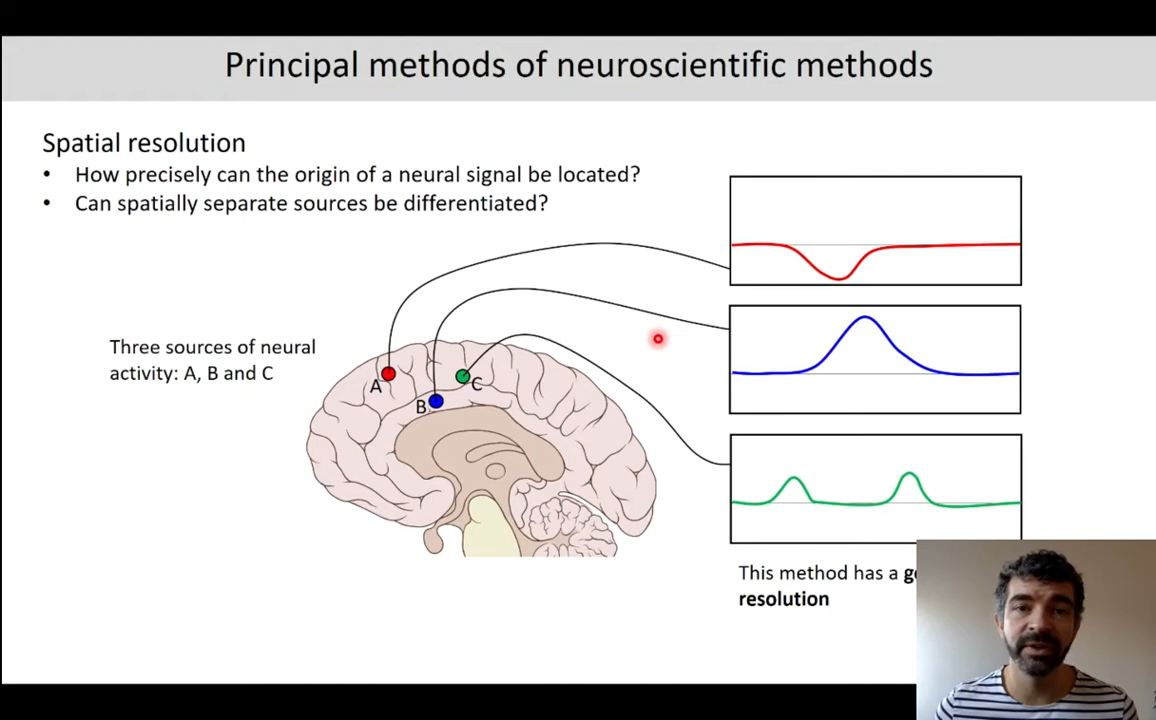 Principal methods of neuroscientific methods
Spatial resolution
• How precisely can the origin of a neural signal be located?
• Can spatially separate sources be differentiated?
Three sources of neural
activity: A, B and C
A
B
C
This method has a
resolution